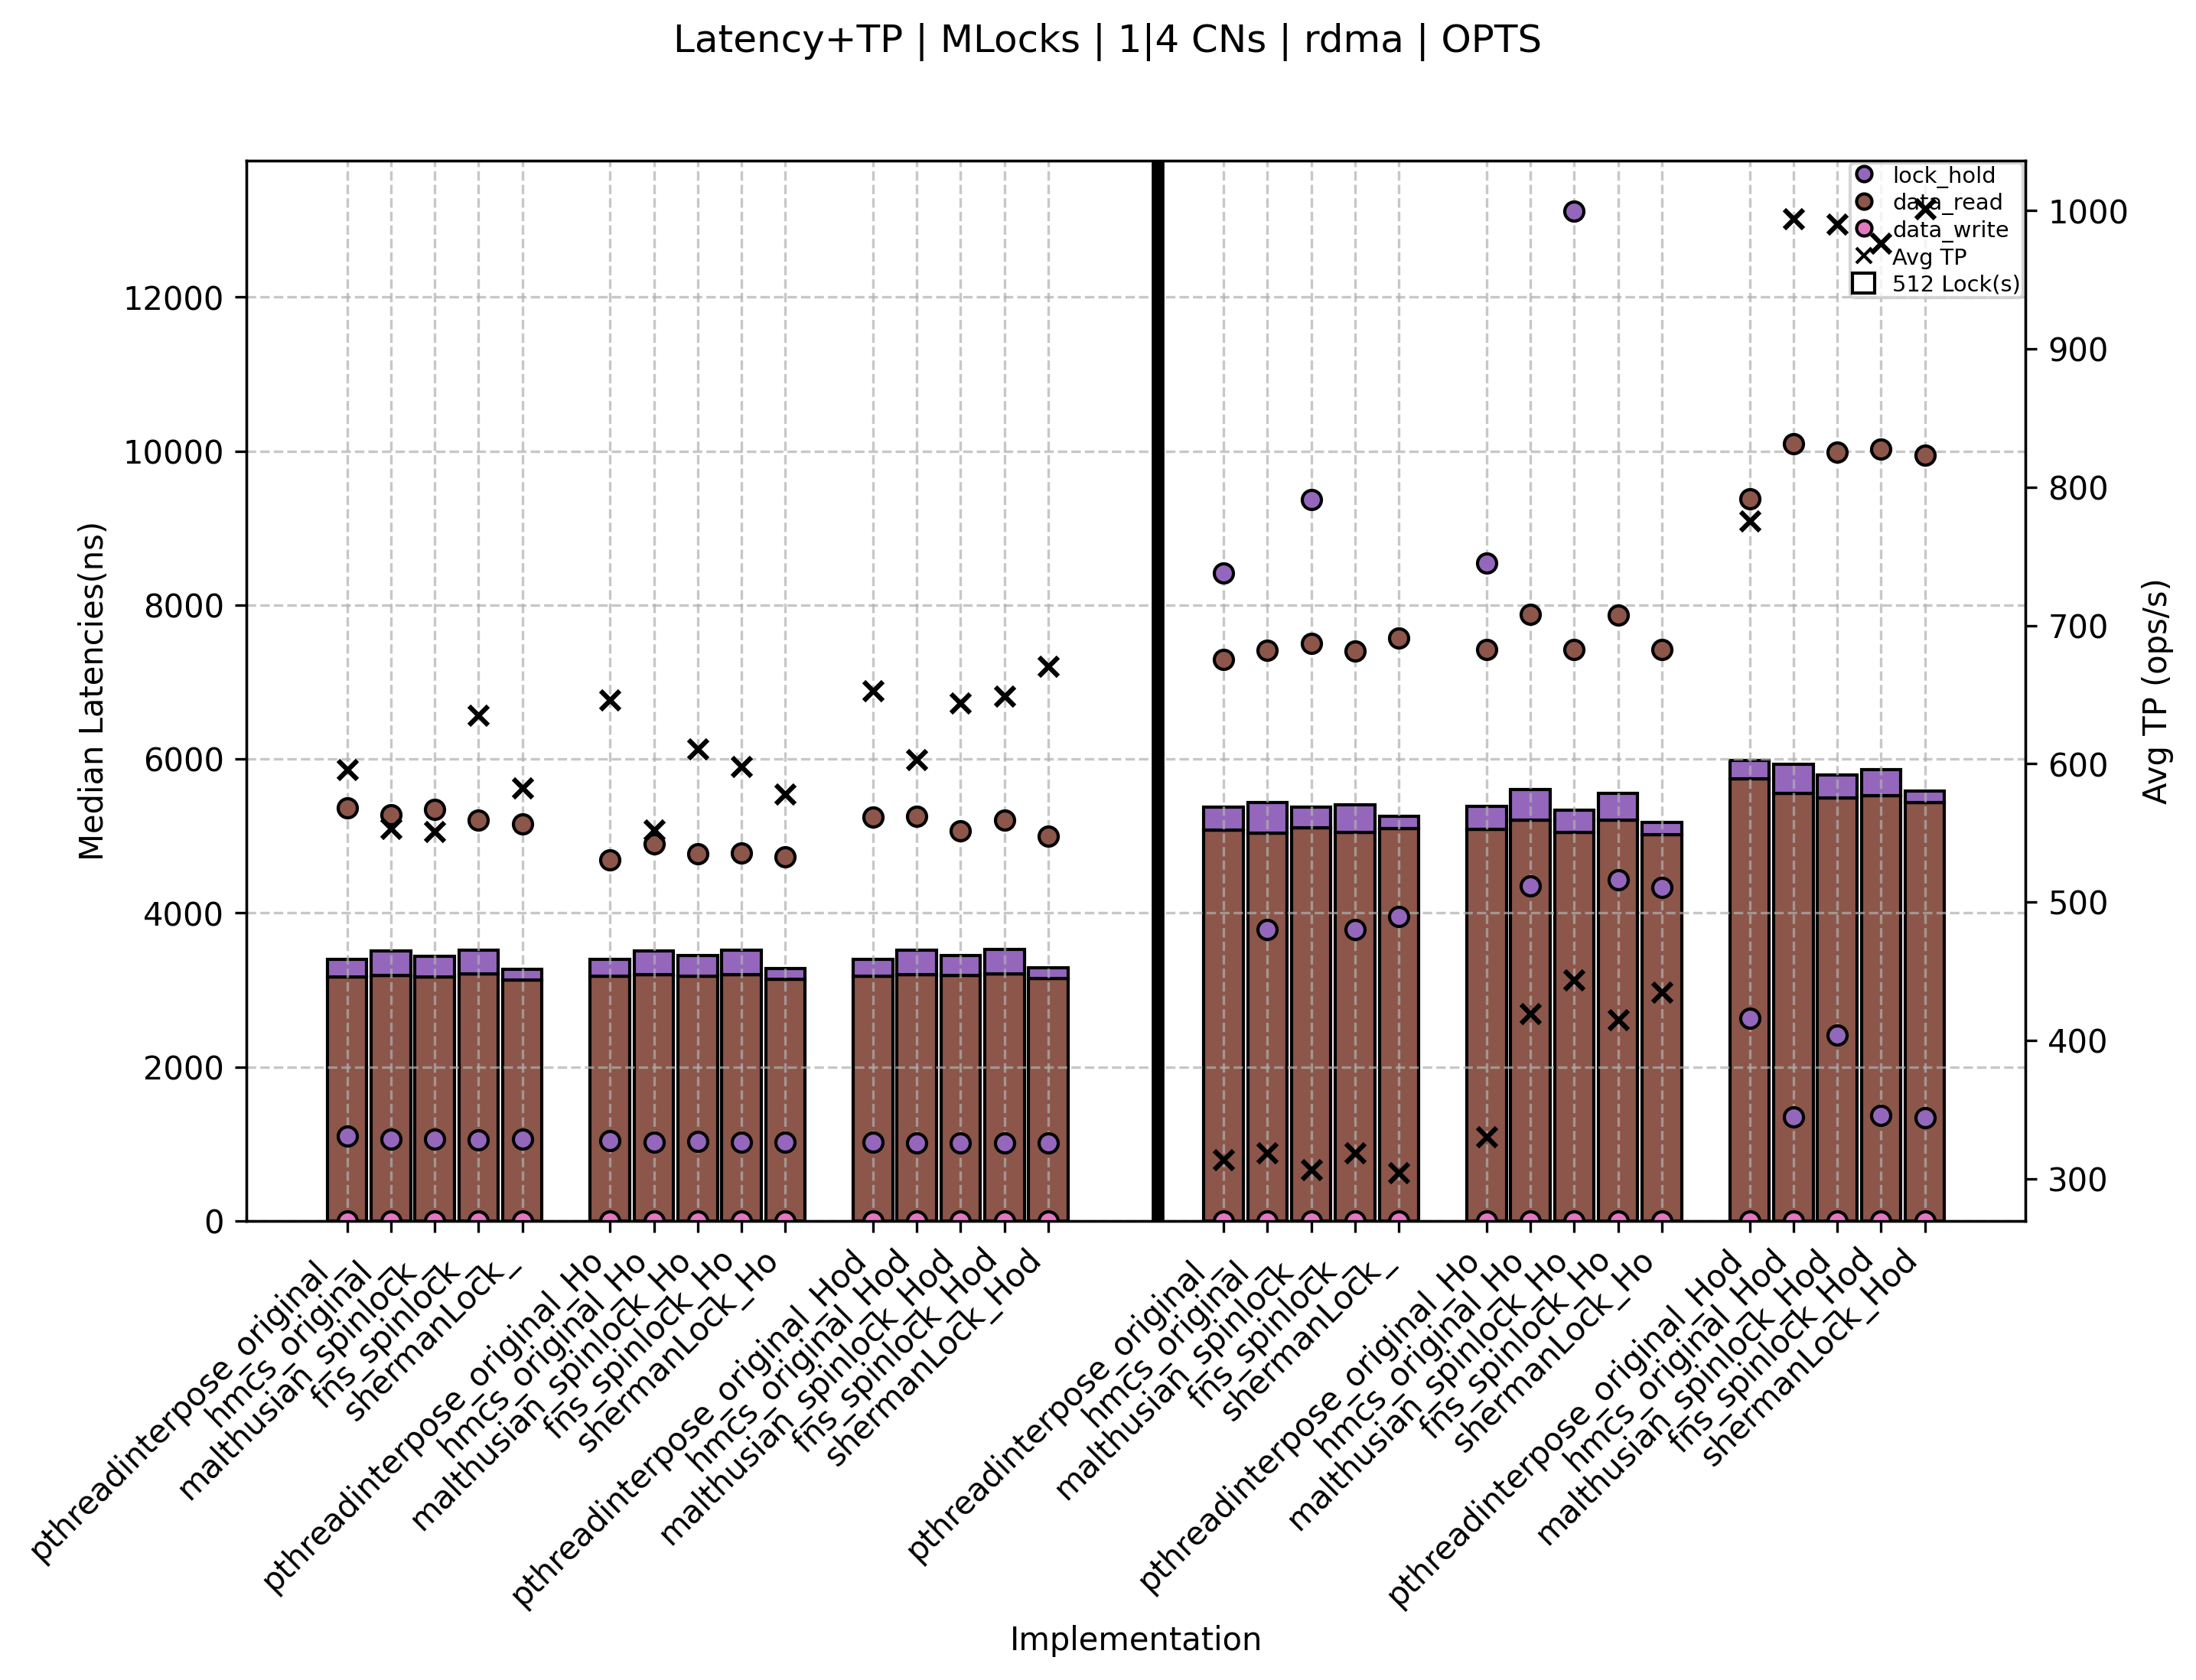 Latency+TP | MLocks | 1|4 CNs | rdma | OPTS
lock_hold
data_read
data_write
Avg TP
512 Lock(s)
Median Latencies(ns)
12000
10000
8000
6000
4000
2000
0
Avg TP (ops/s)
1000
900
800
700
600
500
400
300
pthreadinterpose_original_
hmcs_original_
malthusian_spinlock_
fns_spinlock_
shermanLock_
pthreadinterpose_original_Ho
hmcs_original_Ho
malthusian_spinlock_Ho
fns_spinlock_Ho
shermanLock_Ho
pthreadinterpose_original_Hod
hmcs_original_Hod
malthusian_spinlock_Hod
fns_spinlock_Hod
shermanLock_Hod
pthreadinterpose_original_
hmcs_original_
malthusian_spinlock_
fns_spinlock_
shermanLock_
pthreadinterpose_original_Ho
hmcs_original_Ho
malthusian_spinlock_Ho
fns_spinlock_Ho
shermanLock_Ho
pthreadinterpose_original_Hod
hmcs_original_Hod
malthusian_spinlock_Hod
fns_spinlock_Hod
shermanLock_Hod
Implementation